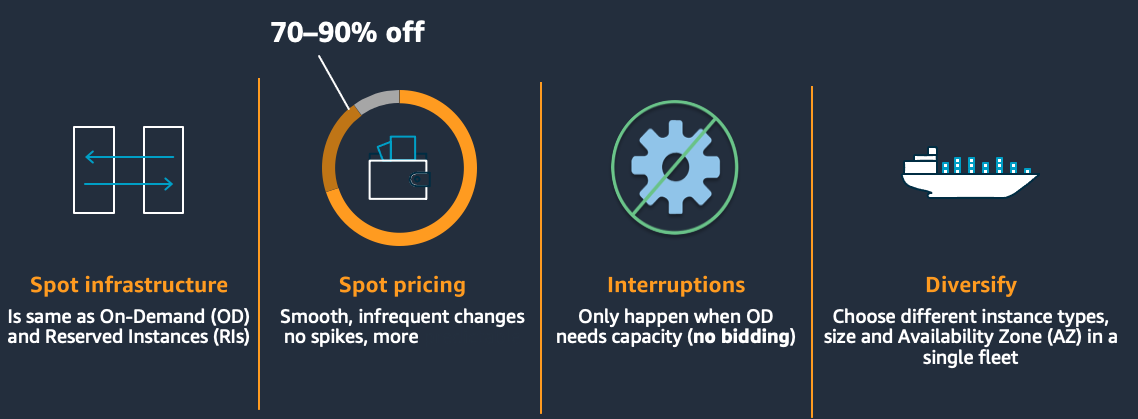 70–90% off
Spot infrastructure
Is same as On-Demand (OD)
and Reserved Instances (RIs)
Spot pricing
Smooth, infrequent changes
no spikes, more
Interruptions
Only happen when OD
needs capacity (no bidding)
Diversify
Choose different instance types,
size and Availability Zone (AZ) in a
single fleet